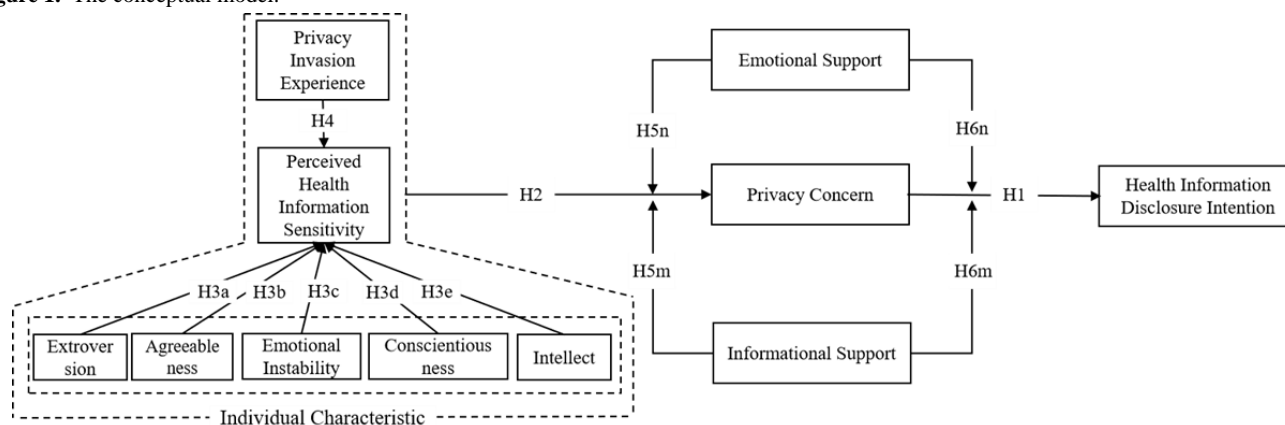 Figure 1. The conceptual model.
Privacy
Invasion
Experience
H4
Perceived
Health
Information
Sensitivity
H3a
H3b
H3c
H3d
H3e
Extrover
sion
Agreeable
ness
Emotional
Instability
Conscientious
ness
Intellect
Individual Characteristic
H2
Emotional Support
H5n
H6n
Privacy Concern
H1
Health Information
Disclosure Intention
H5m
H6m
Informational Support